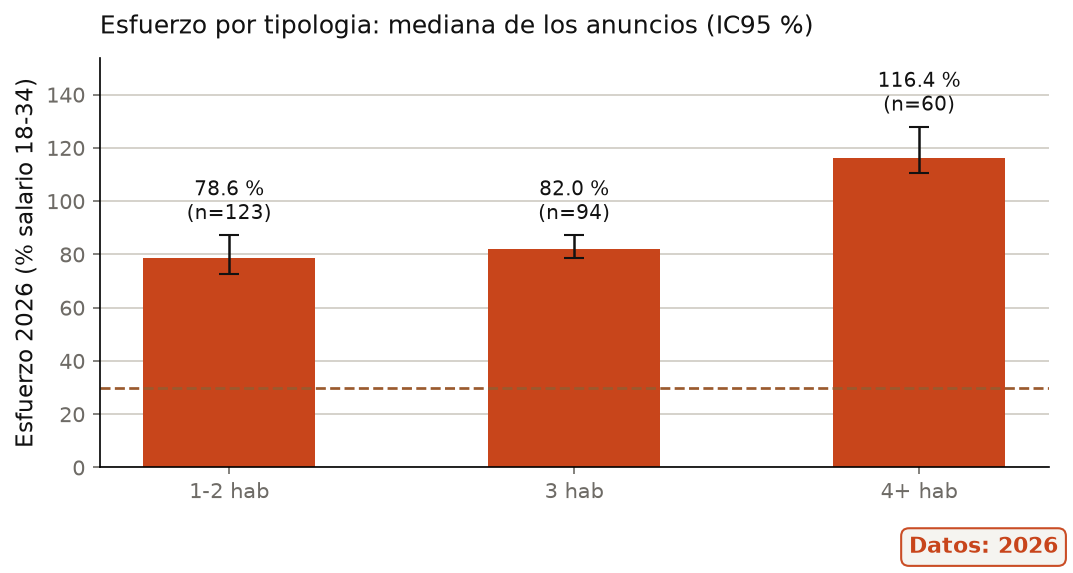 Esfuerzo por tipologia: mediana de los anuncios (IC95 %)
Esfuerzo 2026 (% salario 18-34)
140
120
100
80
60
40
20
0
78.6 %
(n=123)
82.0 %
(n=94)
116.4 %
(n=60)
1-2 hab
3 hab
4+ hab
Datos: 2026